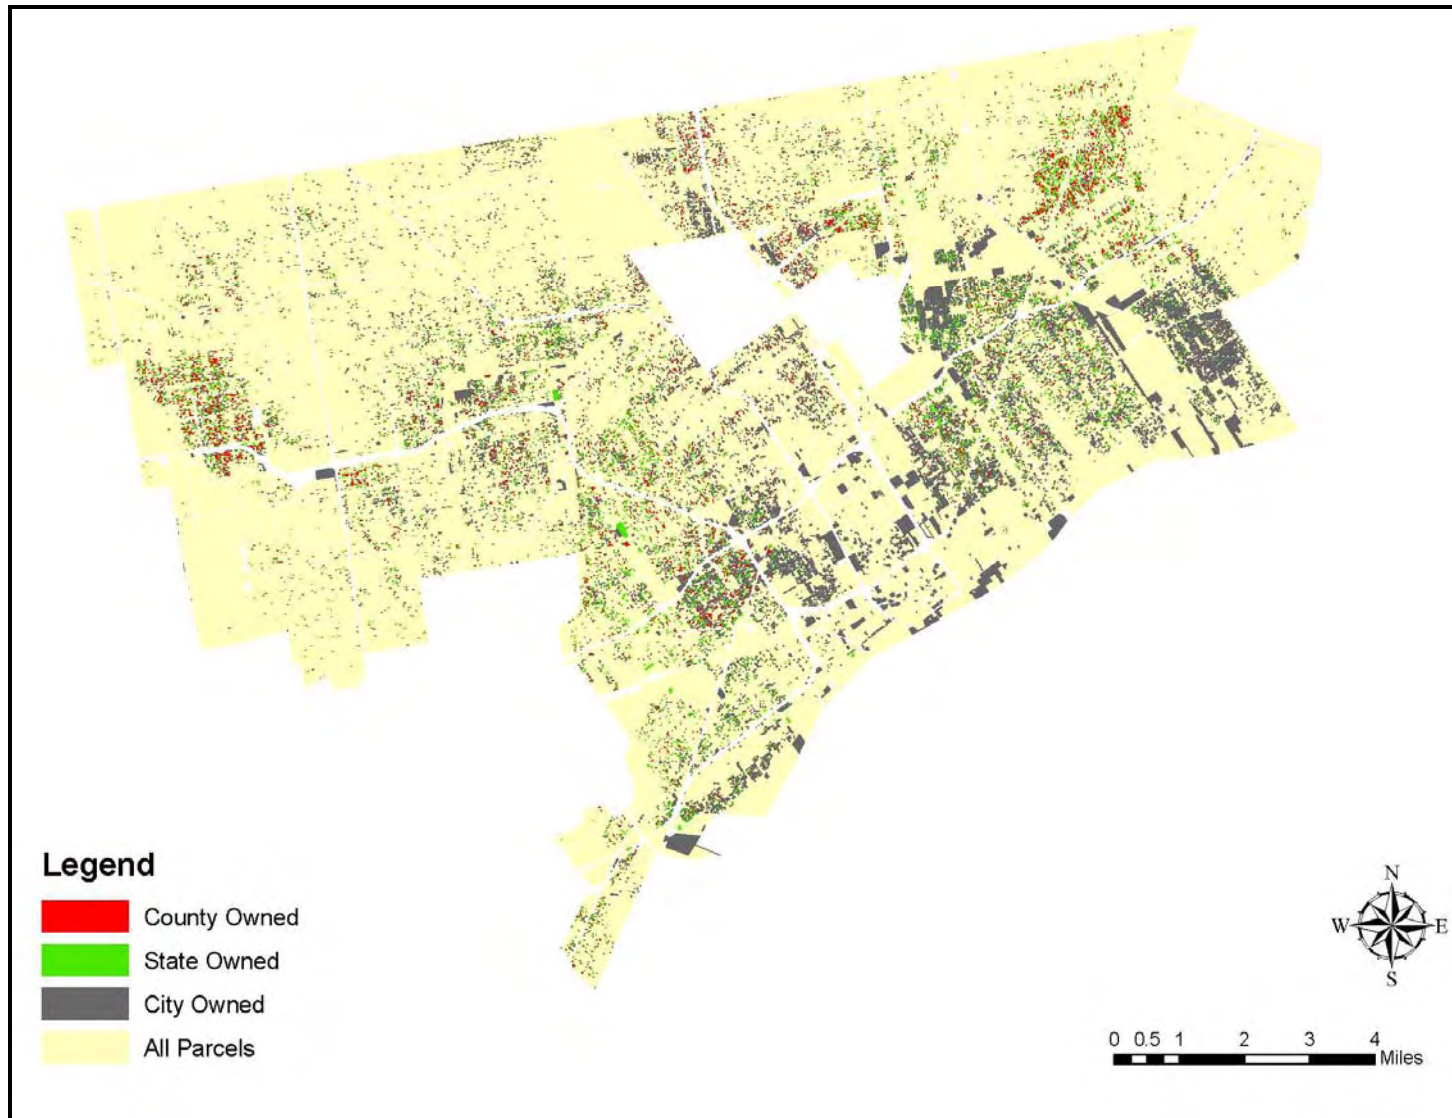 Legend
County Owned
State Owned
City Owned
All Parcels
N
W E
S
0 0.5 1 2 3 4
Miles